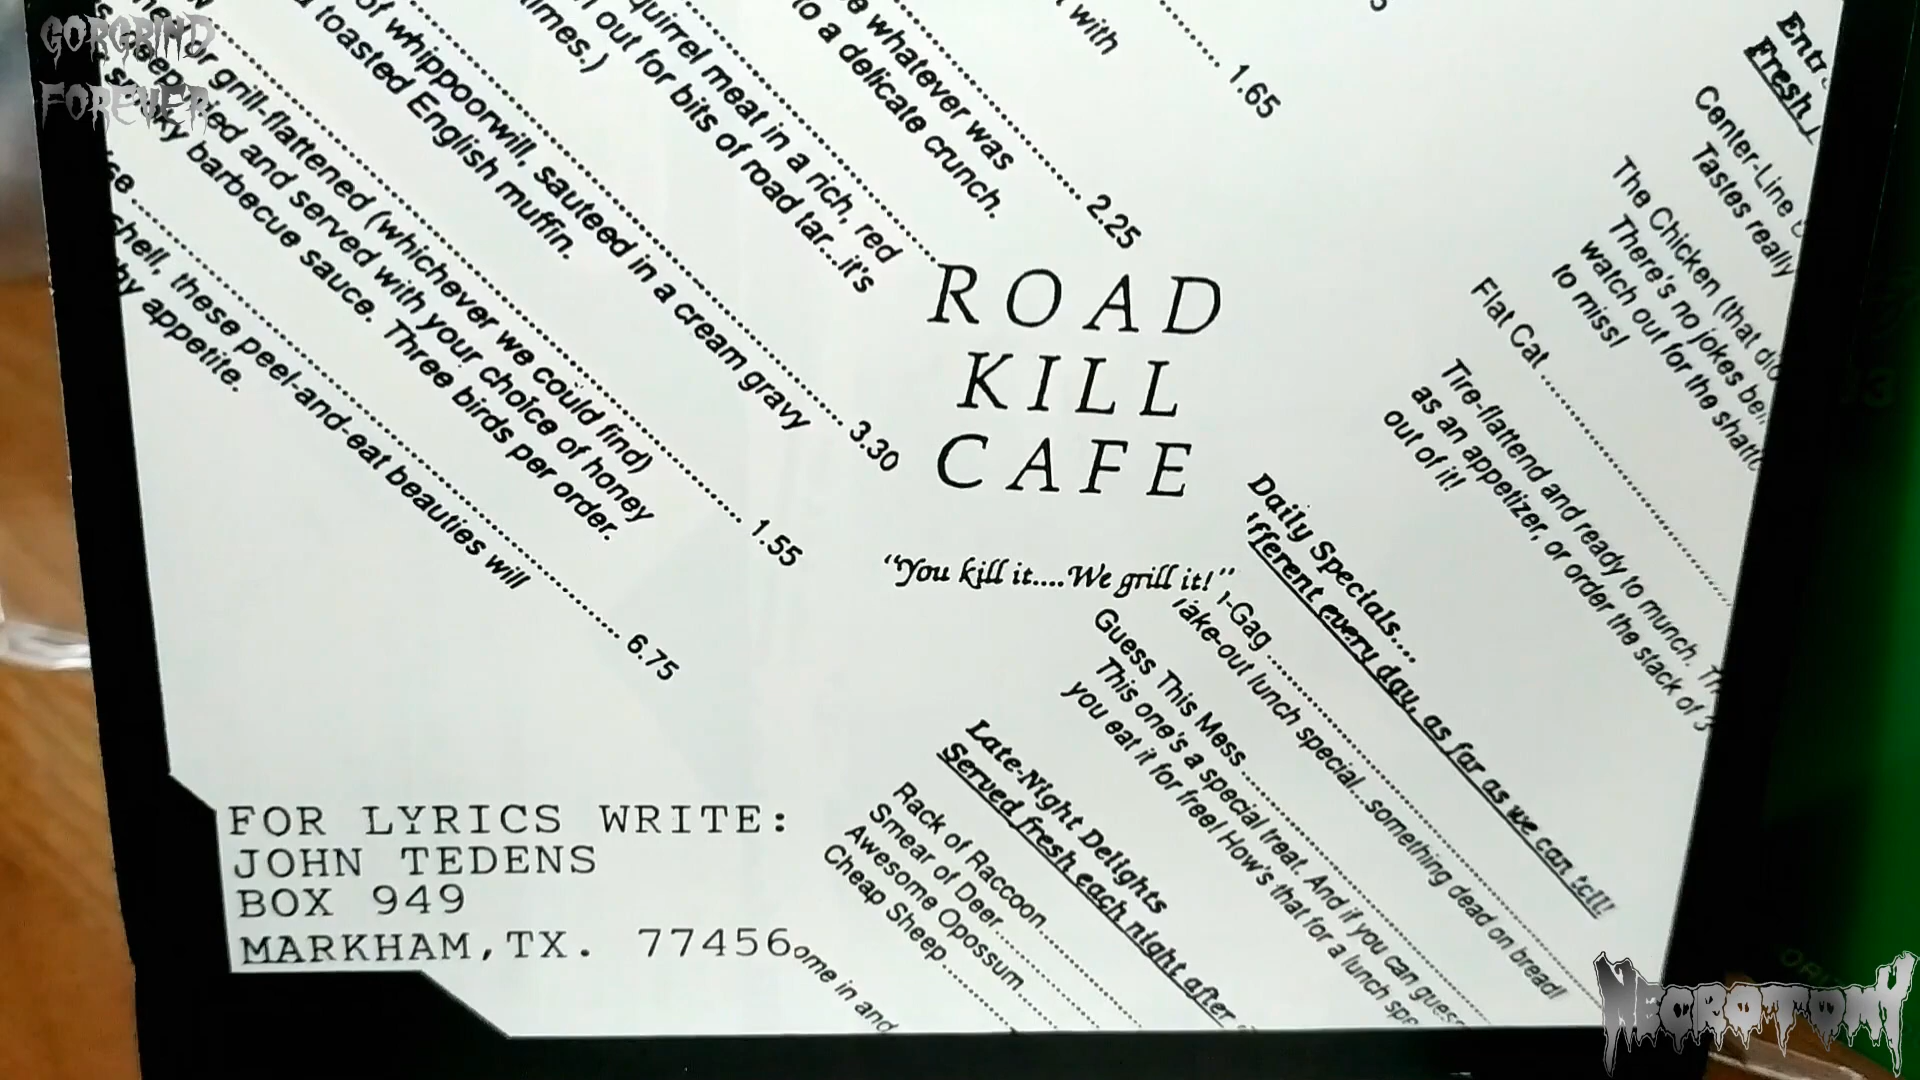 GORGRIND
FOREVER
with
1.65
whatever was
to a delicate crunch.
2.25
squirrel meat in a rich, red
out for bits of road tar...it's
times.)
of whippoorwill, sauteed in a cream gravy
toasted English muffin.
3.30
or grill-flattened (whichever we could find)
and served with your choice of honey
barbecue sauce. Three birds per order.
1.55
shell, these peel-and-eat beauties will
appetite.
6.75
ROAD
KILL
CAFE
"You kill it....We grill it!"
Fresh
Center-Line
Tastes really
The Chicken (that
There's no jokes
watch out for the
to miss!
Flat Cat
Tire-flattend and ready to munch.
as an appetizer, or order the stack of 3
out of it!
Daily Specials....
'fferent every day, as far as we can tell!
-Gag
Take-out lunch special...something dead on bread!
Guess This Mess
This one's a special treat. And if you can guess
you eat it for free! How's that for a lunch
Late-Night Delights
Served fresh each night after
Rack of Raccoon
Smear of Deer
Awesome Opossum
Cheap Sheep
ome in and
FOR LYRICS WRITE:
JOHN TEDENS
BOX 949
MARKHAM,TX. 77456
NECROTOMY